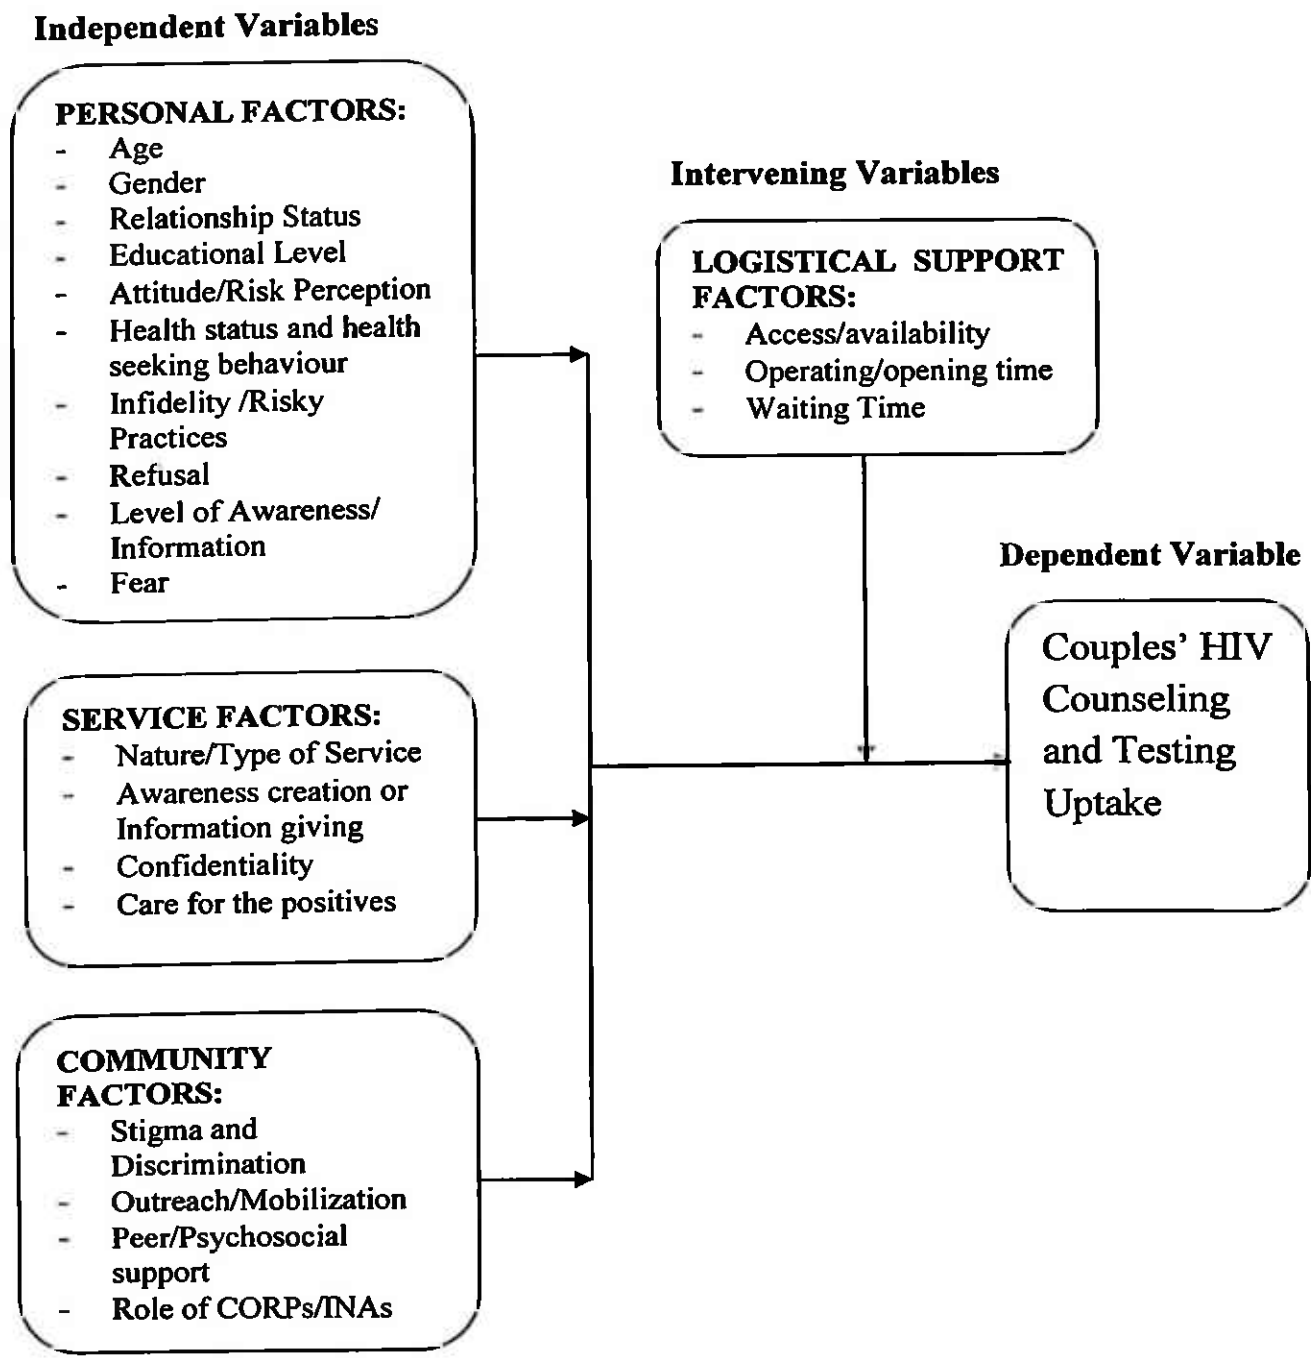 Independent Variables
PERSONAL FACTORS:
- Age
- Gender
- Relationship Status
- Educational Level
- Attitude/Risk Perception
- Health status and health
seeking behaviour
- Infidelity /Risky
Practices
- Refusal
- Level of Awareness/
Information
- Fear
SERVICE FACTORS:
- Nature/Type of Service
- Awareness creation or
Information giving
- Confidentiality
- Care for the positives
COMMUNITY
FACTORS:
- Stigma and
Discrimination
- Outreach/Mobilization
- Peer/Psychosocial
support
- Role of CORPs/INAs
Intervening Variables
LOGISTICAL SUPPORT
FACTORS:
- Access/availability
- Operating/opening time
- Waiting Time
Dependent Variable
Couples’ HIV
Counseling
and Testing
Uptake